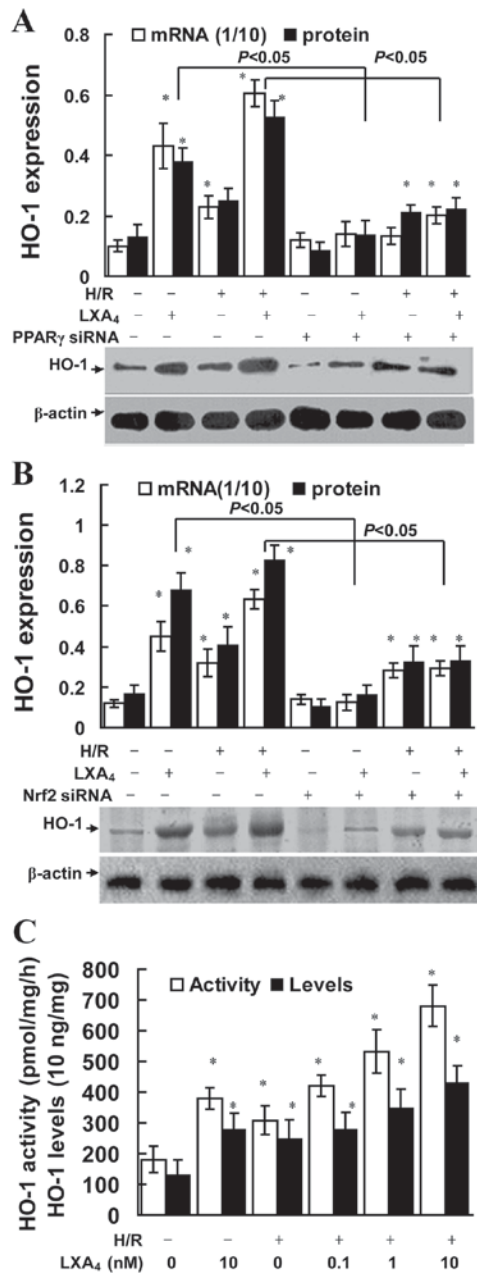 A
mRNA (1/10) protein
P<0.05 P<0.05
HO-1 expression
0.8
0.6
0.4
0.2
0
H/R – – + + – – + +
LXA₄ – + – + – + – +
PPARγ siRNA – – – – + + + +
HO-1
β-actin
B
mRNA(1/10) protein
P<0.05
P<0.05
HO-1 expression
1.2
1
0.8
0.6
0.4
0.2
0
H/R – – + + – – + +
LXA₄ – + – + – + – +
Nrf2 siRNA – – – – + + + +
HO-1
β-actin
C
Activity Levels
HO-1 activity (pmol/mg/h)
HO-1 levels (10 ng/mg)
800
700
600
500
400
300
200
100
0
H/R – – + + + +
LXA₄ (nM) 0 10 0 0.1 1 10